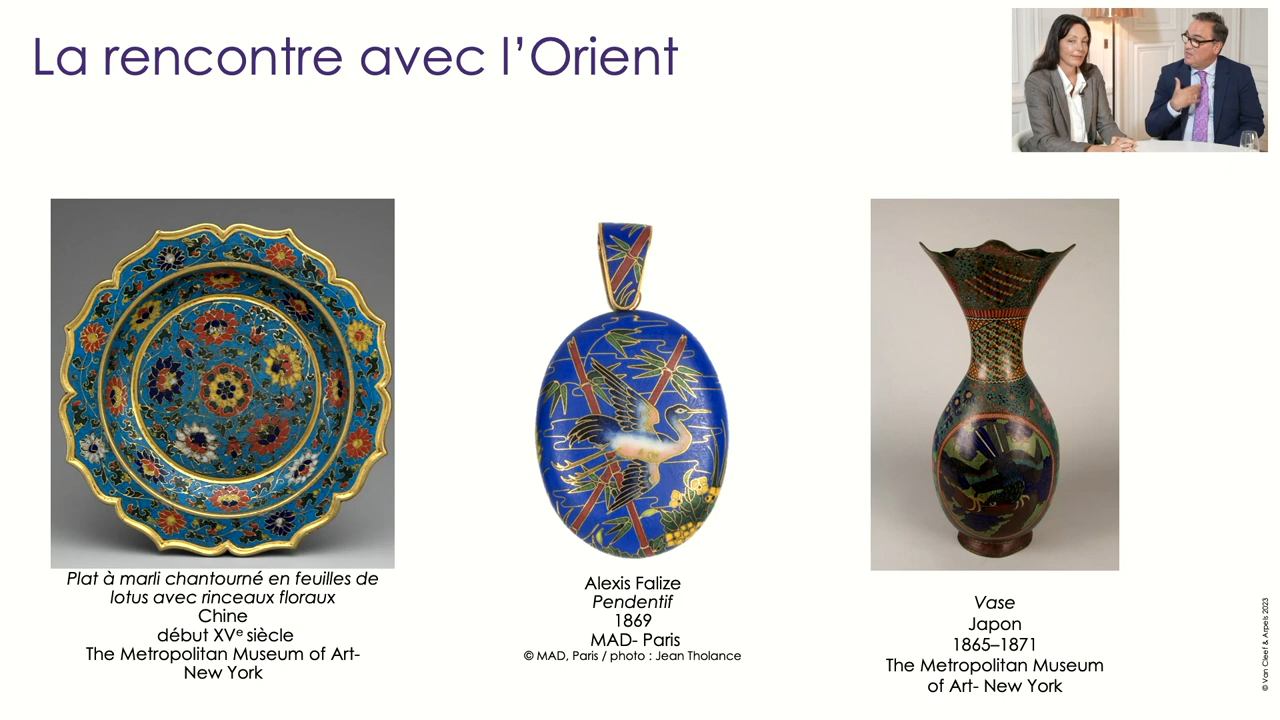 La rencontre avec l’Orient
Plat à marli chantourné en feuilles de
lotus avec rinceaux floraux
Chine
début XVᵉ siècle
The Metropolitan Museum of Art-
New York
Alexis Falize
Pendentif
1869
MAD- Paris
© MAD, Paris / photo : Jean Tholance
Vase
Japon
1865–1871
The Metropolitan Museum
of Art- New York
© Van Cleef & Arpels 2023